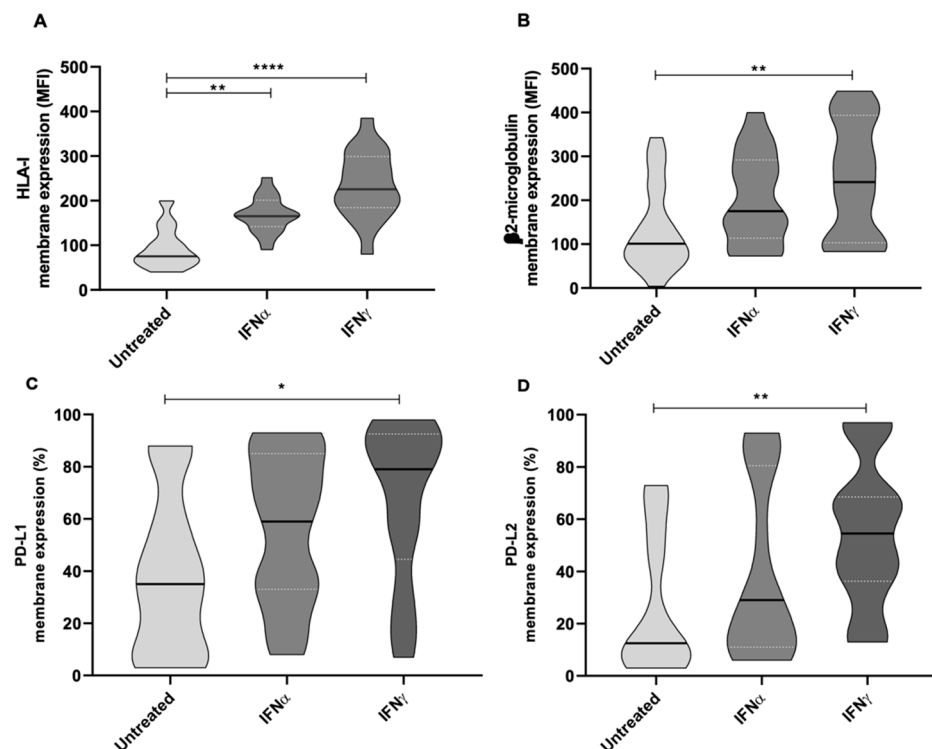 A
HLA-I
membrane expression (MFI)
500
400
300
200
100
0
**
****
Untreated
IFNα
IFNγ
B
β2-microglobulin
membrane expression (MFI)
500
400
300
200
100
0
**
Untreated
IFNα
IFNγ
C
PD-L1
membrane expression (%)
100
80
60
40
20
0
*
Untreated
IFNα
IFNγ
D
PD-L2
membrane expression (%)
100
80
60
40
20
0
**
Untreated
IFNα
IFNγ